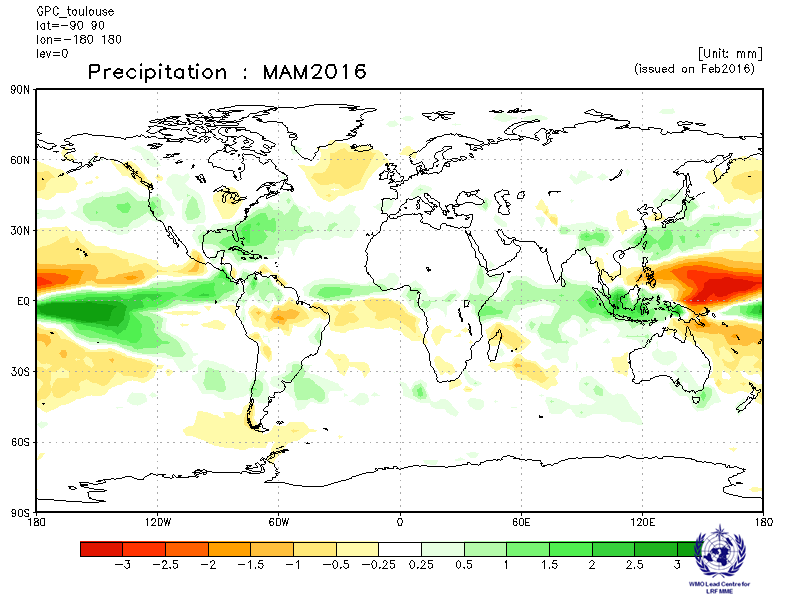 GPC_toulouse
lat=-90 90
lon=-180 180
lev=0
[Unit: mm]
Precipitation : MAM2016
(issued on Feb2016)
90N
60N
30N
EQ
30S
60S
90S
180 120W 60W 0 60E 120E 180
-3 -2.5 -2 -1.5 -1 -0.5 -0.25 0.25 0.5 1 1.5 2 2.5 3
WMO Lead Centre for
LRF MME